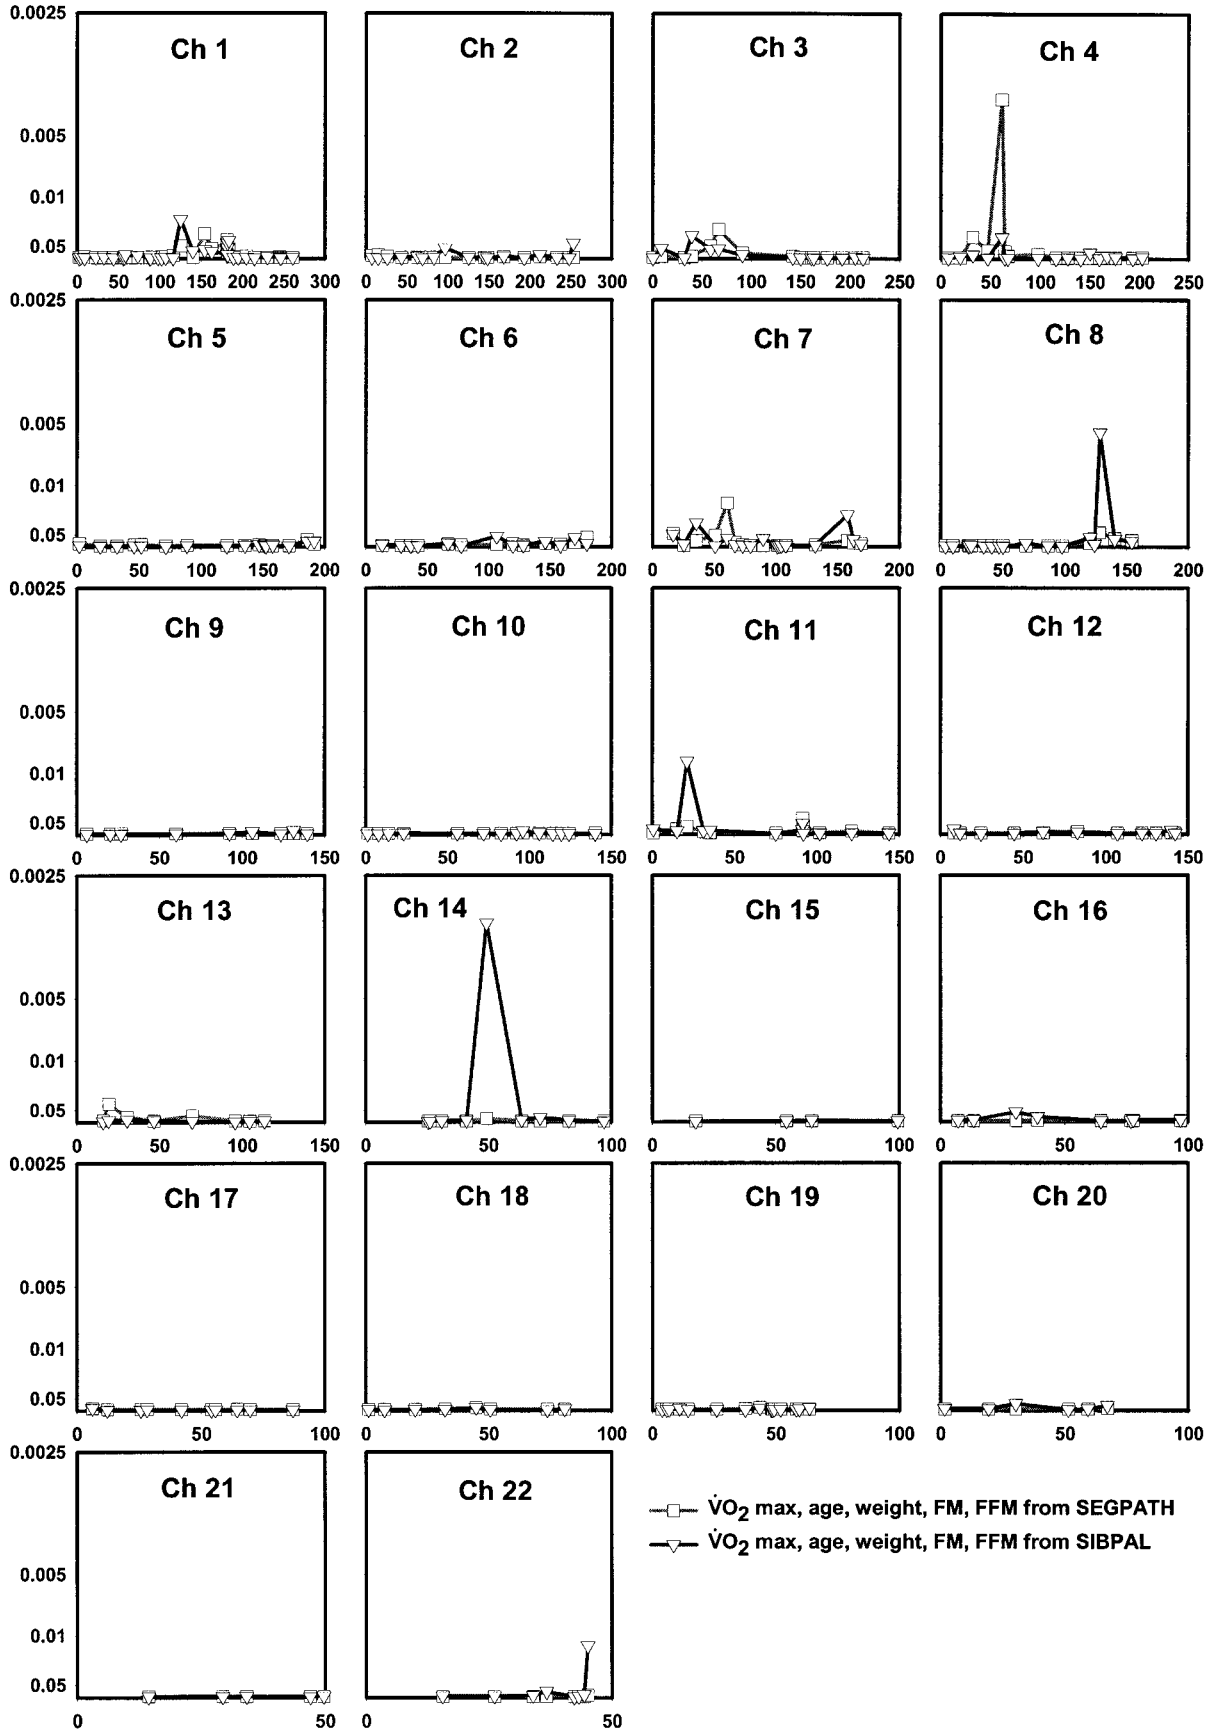 0.0025
0.005
0.01
0.05
Ch 1
Ch 2
Ch 3
Ch 4
0 50 100 150 200 250 300
0 50 100 150 200 250 300
0 50 100 150 200 250
0 50 100 150 200 250
0.0025
0.005
0.01
0.05
Ch 5
Ch 6
Ch 7
Ch 8
0 50 100 150 200
0 50 100 150 200
0 50 100 150 200
0 50 100 150 200
0.0025
0.005
0.01
0.05
Ch 9
Ch 10
Ch 11
Ch 12
0 50 100 150
0 50 100 150
0 50 100 150
0 50 100 150
0.0025
0.005
0.01
0.05
Ch 13
Ch 14
Ch 15
Ch 16
0 50 100 150
0 50 100
0 50 100
0 50 100
0.0025
0.005
0.01
0.05
Ch 17
Ch 18
Ch 19
Ch 20
0 50 100
0 50 100
0 50 100
0 50 100
0.0025
0.005
0.01
0.05
Ch 21
Ch 22
0 50
0 50
V̇O₂ max, age, weight, FM, FFM from SEGPATH
V̇O₂ max, age, weight, FM, FFM from SIBPAL